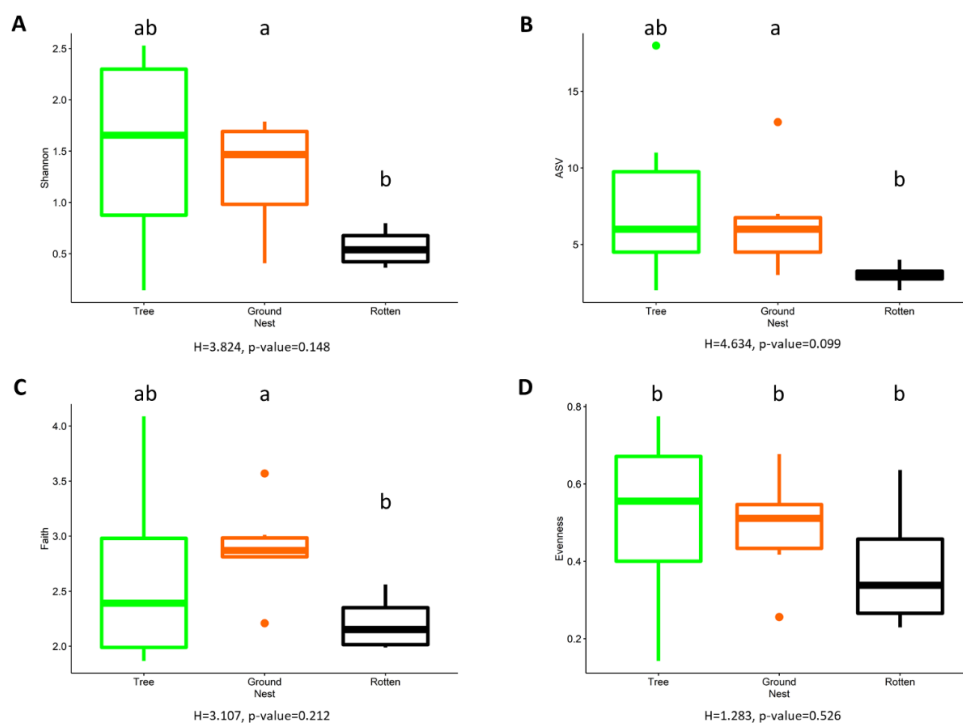 A
ab
a
b
Shannon
2.5
2.0
1.5
1.0
0.5
Tree
Ground
Rotten
Nest
H=3.824, p-value=0.148
B
ab
a
b
ASV
15
10
5
Tree
Ground
Rotten
Nest
H=4.634, p-value=0.099
C
ab
a
b
Faith
4.0
3.5
3.0
2.5
2.0
Tree
Ground
Rotten
Nest
H=3.107, p-value=0.212
D
b
b
b
Evenness
0.8
0.6
0.4
0.2
Tree
Ground
Rotten
Nest
H=1.283, p-value=0.526